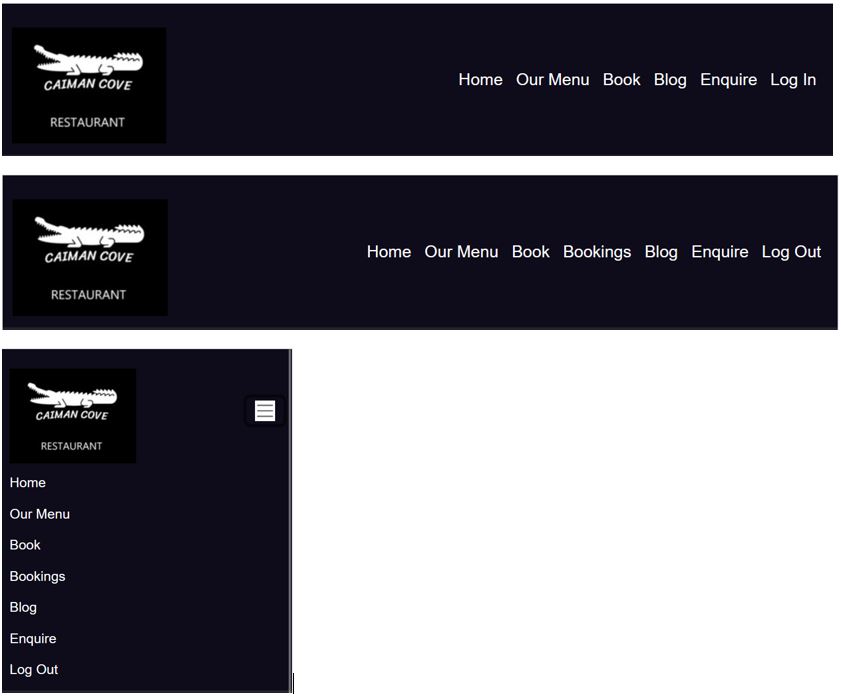 CAIMAN COVE
RESTAURANT
Home Our Menu Book Blog Enquire Log In
CAIMAN COVE
RESTAURANT
Home Our Menu Book Bookings Blog Enquire Log Out
CAIMAN COVE
RESTAURANT
Home
Our Menu
Book
Bookings
Blog
Enquire
Log Out